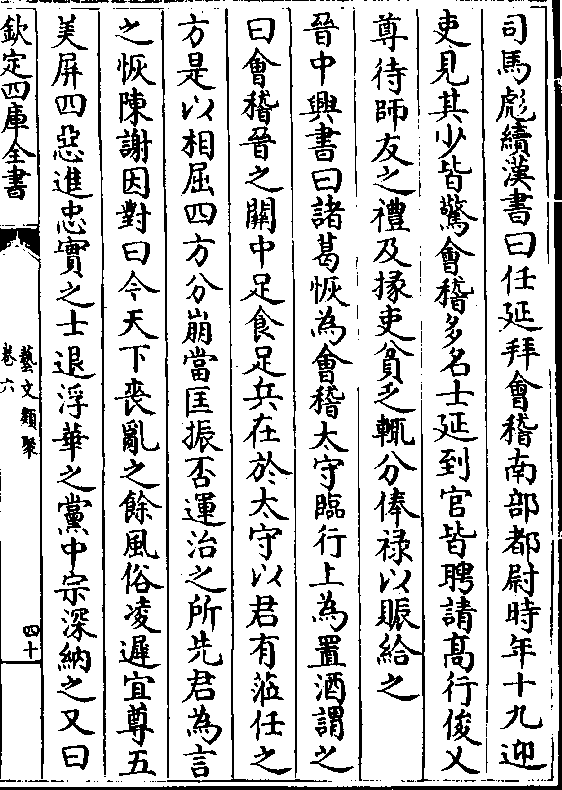 司馬彪續漢書曰任延拜會稽南部都尉時年十九迎
吏見其少皆驚會稽多名士延到官皆聘請髙行俊乂
尊待師友之禮及掾吏貧乏輒分俸禄以賑給之
晉中興書曰諸葛恢為會稽太守臨行上為置酒謂之
曰會稽晉之關中足食足兵在於太守以君有蒞任之
方是以相屈四方分崩當匡振否運治之所先君為言
之恢陳謝因對曰今天下喪亂之餘風俗凌遲宜尊五
美屏四惡進忠實之士退浮華之黨中宗深納之又曰
欽定四庫全書
藝文類聚
卷六
四十